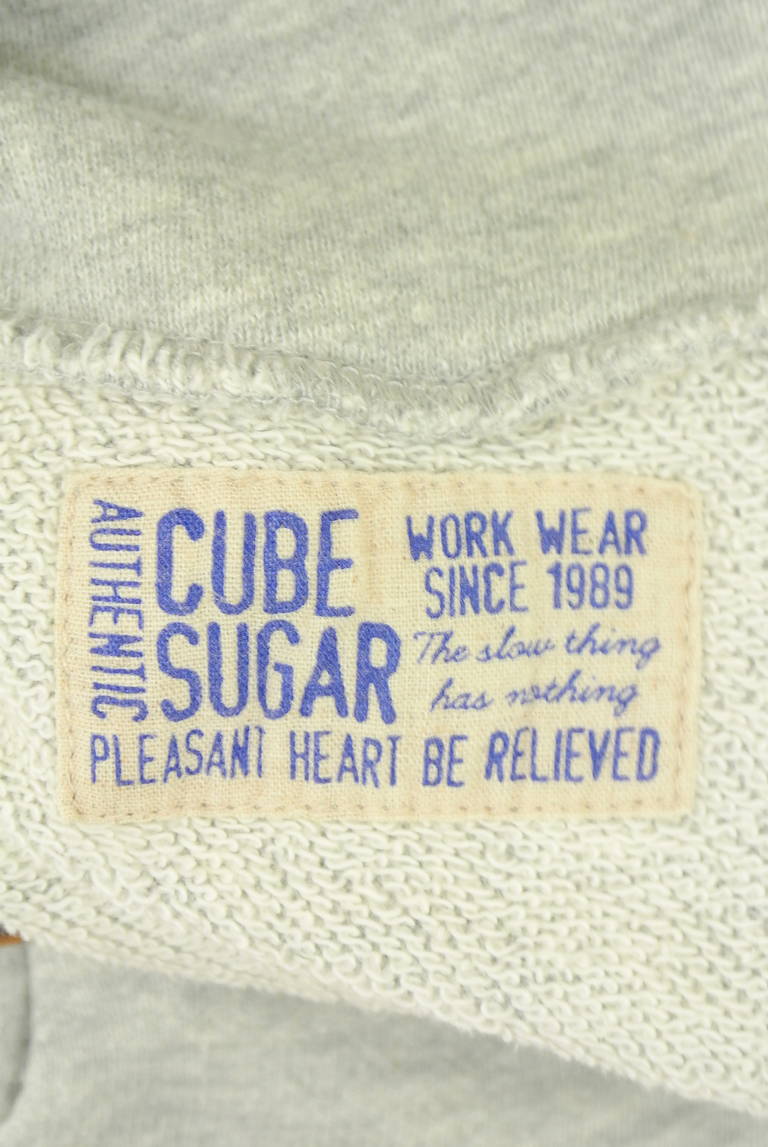 AUTHENTIC
CUBE
SUGAR
WORK WEAR
SINCE 1989
The slow thing
has nothing
PLEASANT HEART BE RELIEVED